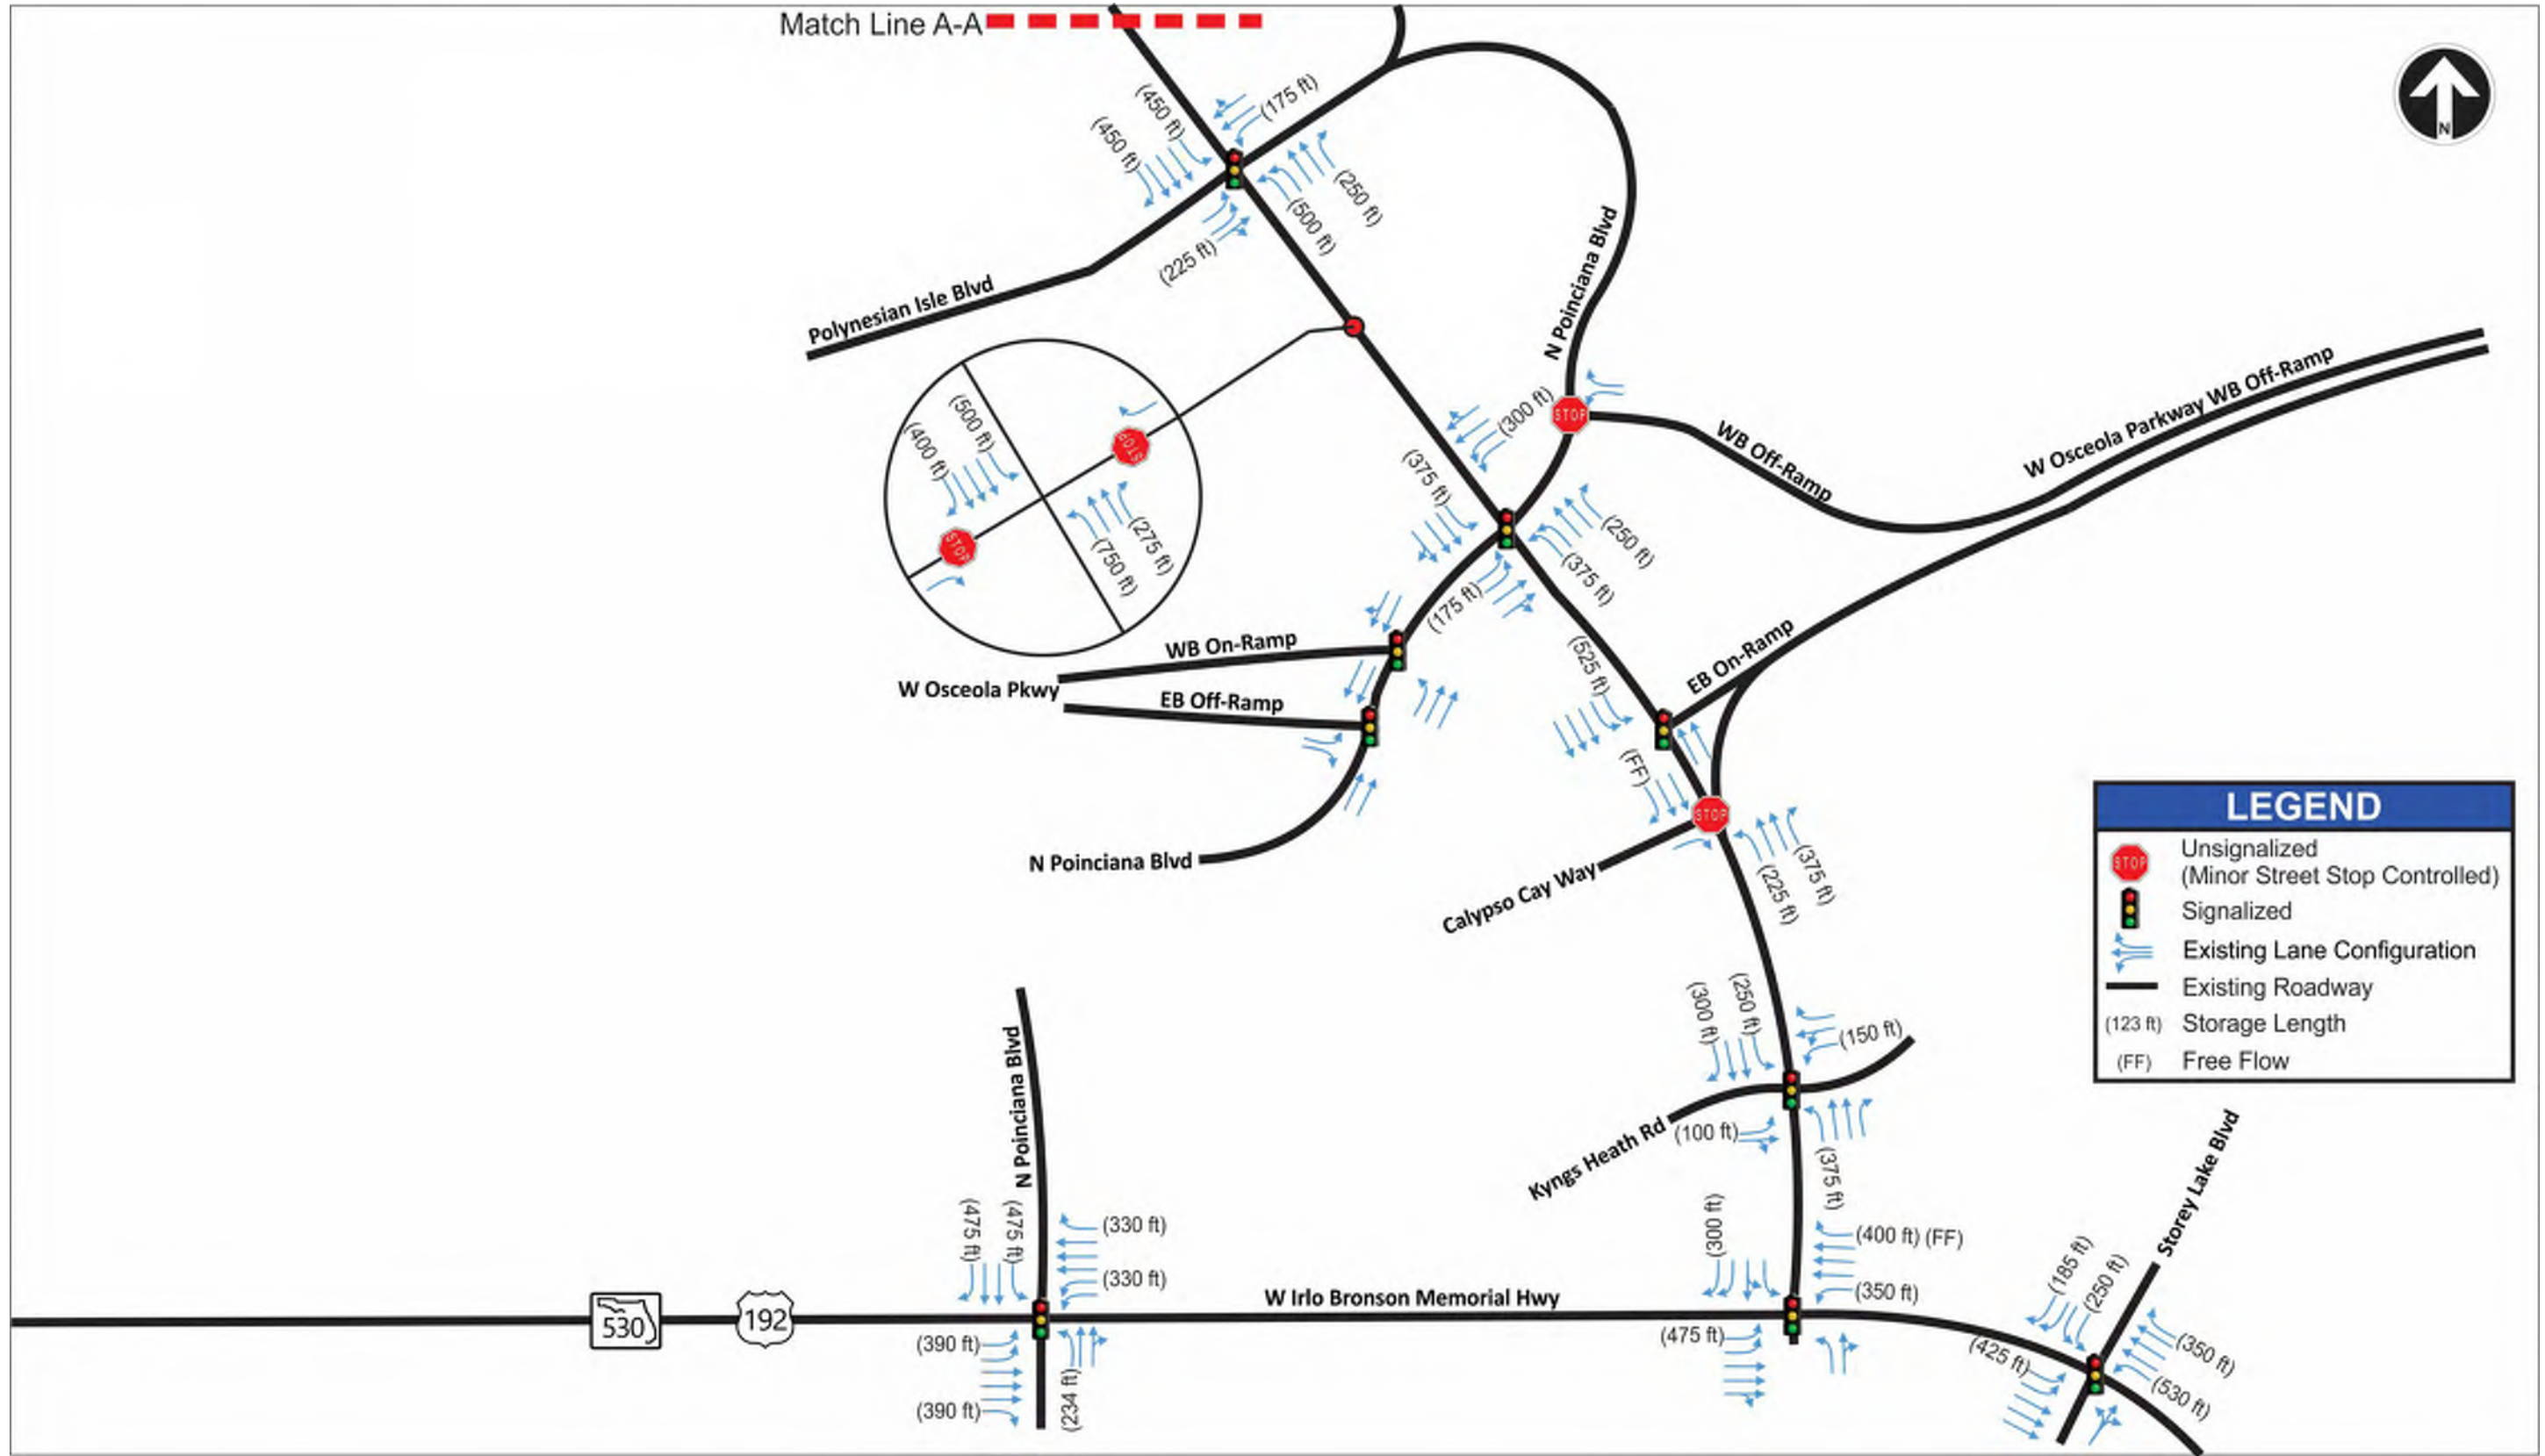 Match Line A-A
N
(450 ft)
(175 ft)
(450 ft)
(250 ft)
(500 ft)
(225 ft)
Polynesian Isle Blvd
N Poinciana Blvd
(500 ft)
(400 ft)
STOP
STOP
(275 ft)
(750 ft)
(300 ft)
STOP
(375 ft)
(250 ft)
(375 ft)
(175 ft)
WB Off-Ramp
W Osceola Parkway WB Off-Ramp
WB On-Ramp
W Osceola Pkwy
EB Off-Ramp
(525 ft)
EB On-Ramp
(FF)
STOP
N Poinciana Blvd
Calypso Cay Way
(375 ft)
(225 ft)
LEGEND
STOP
Unsignalized
(Minor Street Stop Controlled)
Signalized
Existing Lane Configuration
Existing Roadway
(123 ft) Storage Length
(FF) Free Flow
(300 ft)
(250 ft)
(150 ft)
Kyngs Heath Rd
(100 ft)
(375 ft)
N Poinciana Blvd
(475 ft)
(475 ft)
(330 ft)
(330 ft)
530
192
(390 ft)
(390 ft)
(234 ft)
W Irlo Bronson Memorial Hwy
(300 ft)
(400 ft) (FF)
(350 ft)
(475 ft)
Storey Lake Blvd
(185 ft)
(250 ft)
(425 ft)
(350 ft)
(530 ft)